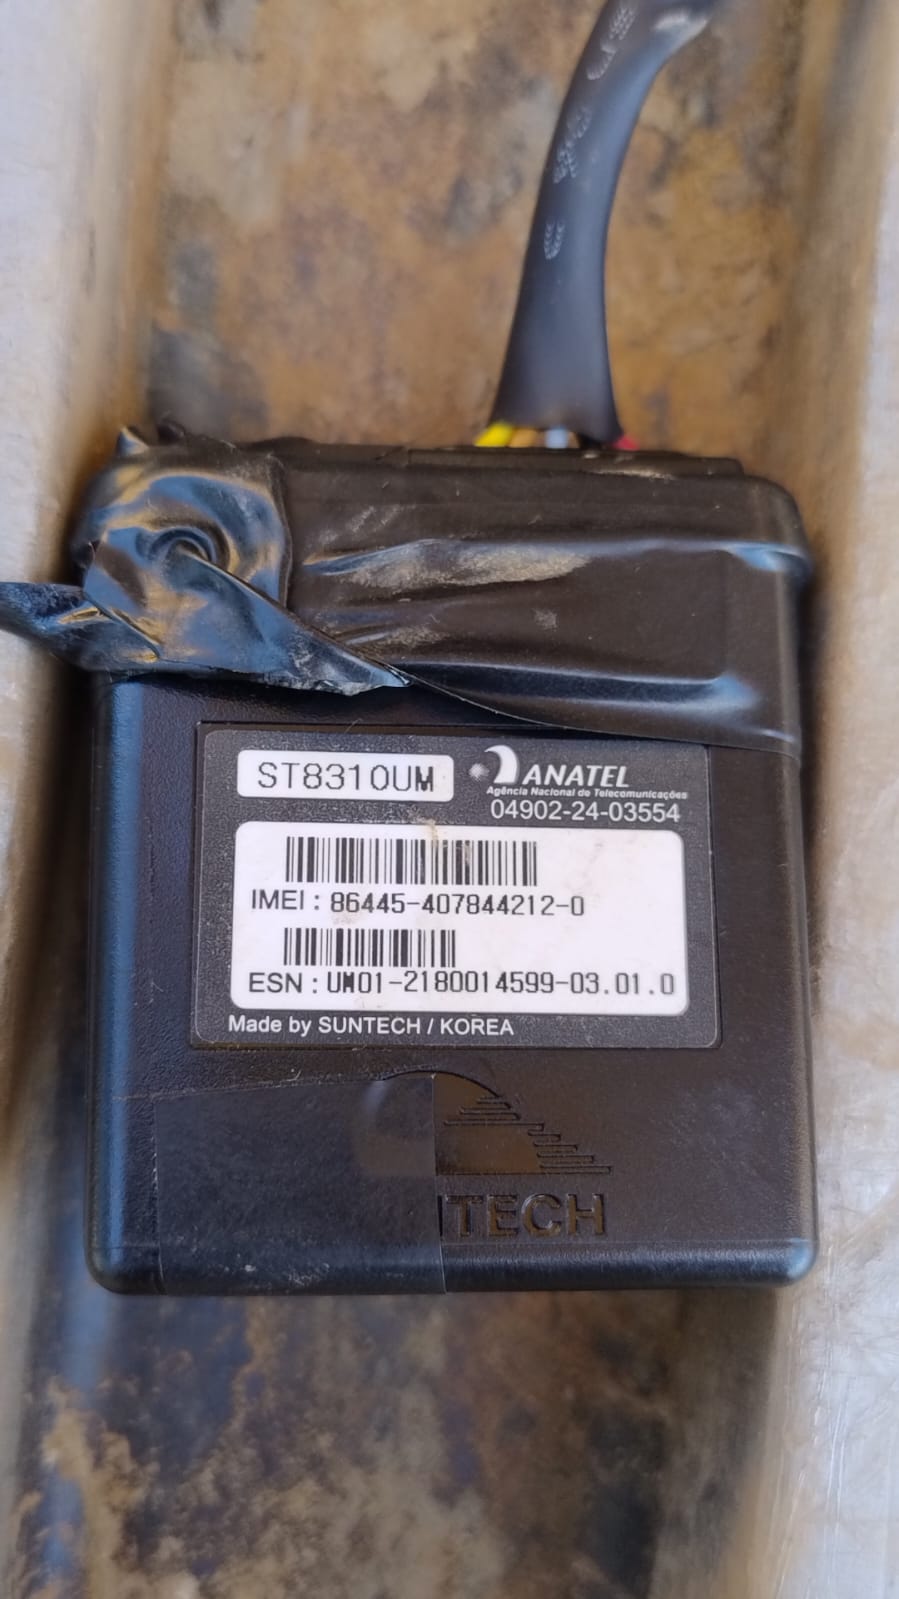 ST8310UM
ANATEL
Agência Nacional de Telecomunicações
04902-24-03554
IMEI : 86445-407844212-0
ESN : UM01-2180014599-03.01.0
Made by SUNTECH / KOREA
NTECH